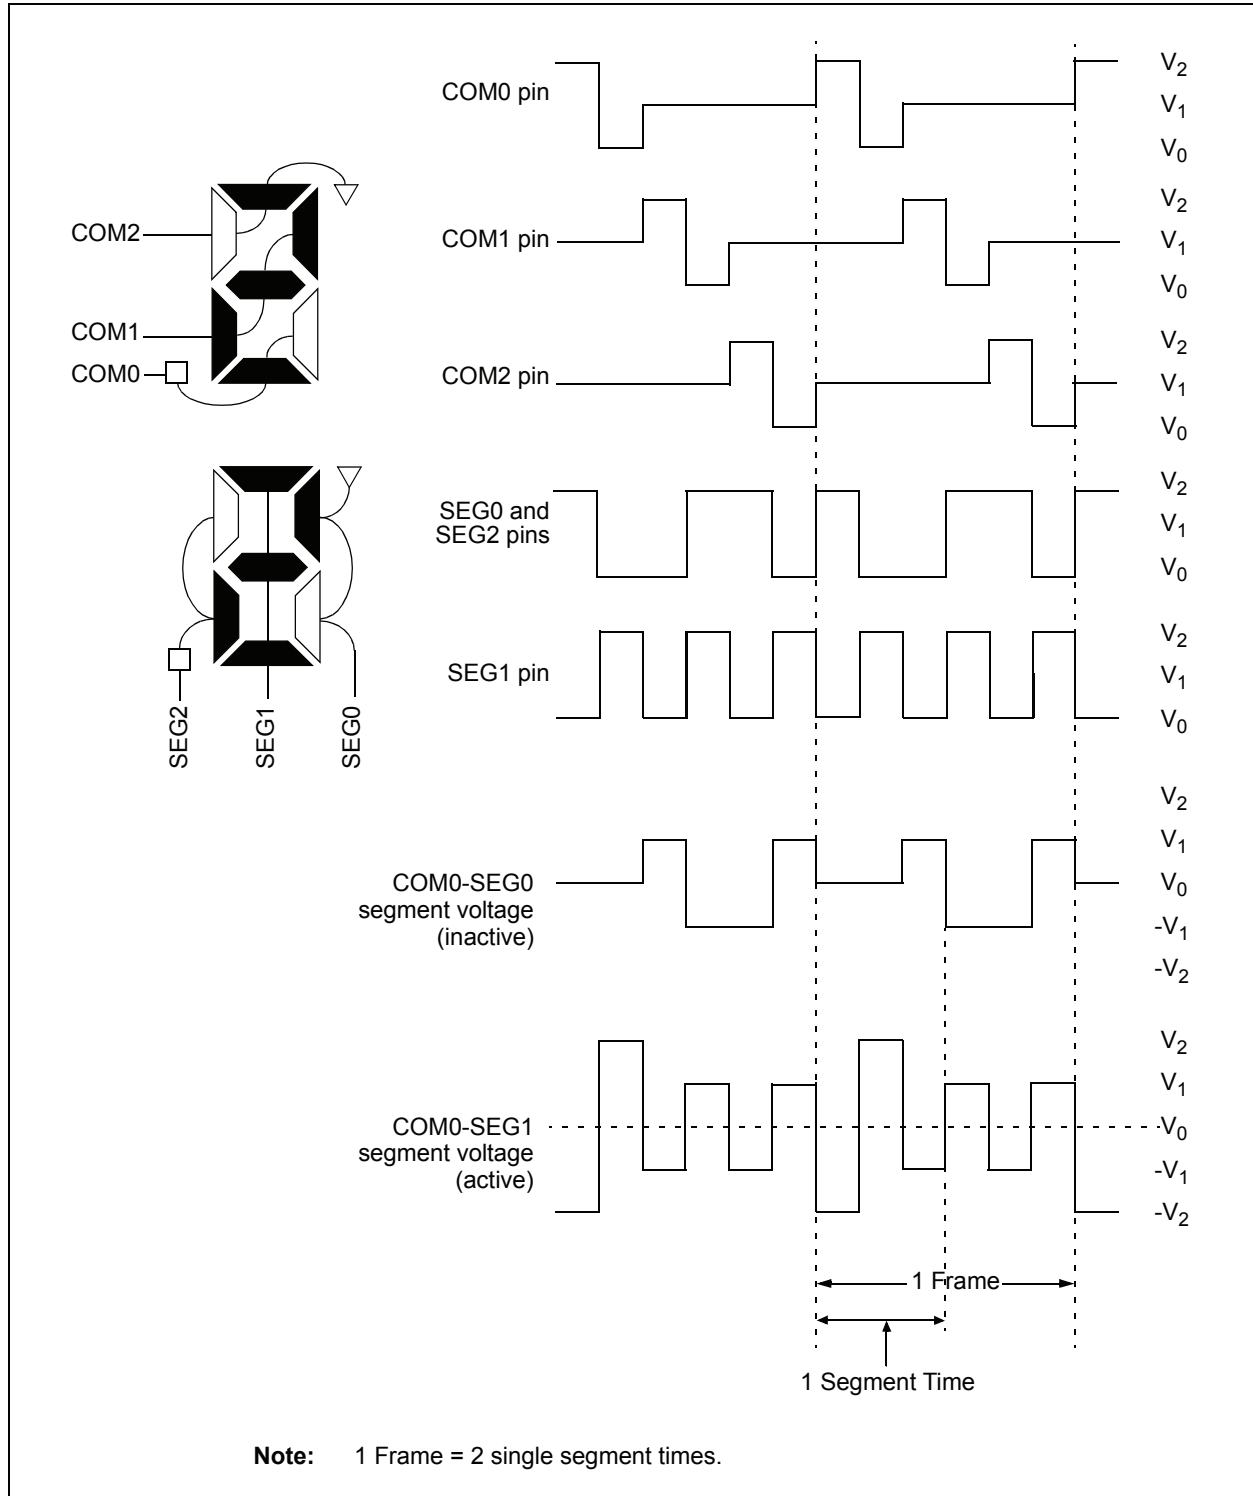 COM0 pin
V2
V1
V0
COM2
COM1 pin
V2
V1
V0
COM1
COM0
COM2 pin
V2
V1
V0
SEG0 and
SEG2 pins
V2
V1
V0
SEG1 pin
V2
V1
V0
SEG2
SEG1
SEG0
COM0-SEG0
segment voltage
(inactive)
V2
V1
V0
-V1
-V2
COM0-SEG1
segment voltage
(active)
V2
V1
V0
-V1
-V2
1 Frame
1 Segment Time
Note: 1 Frame = 2 single segment times.